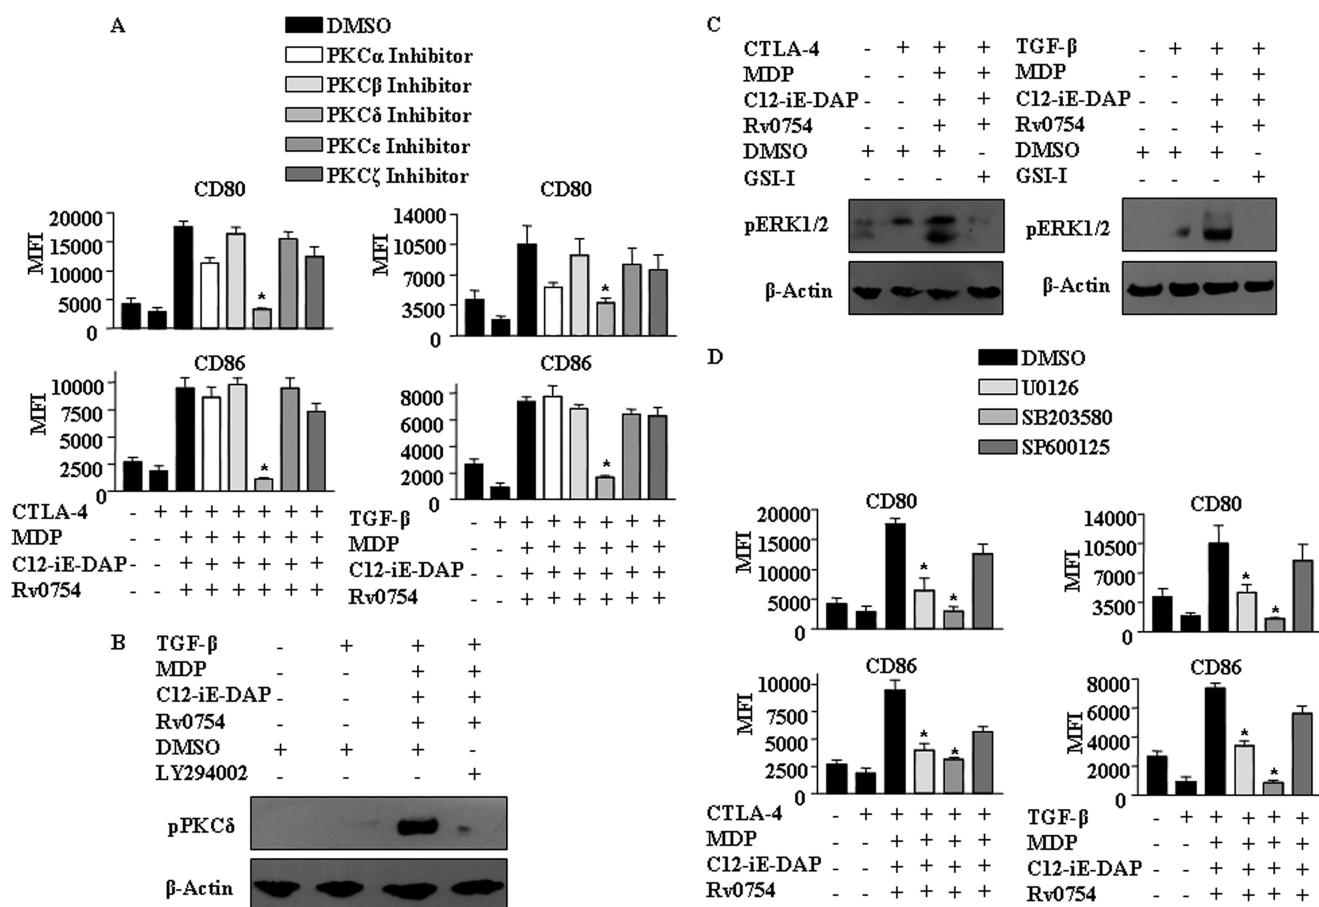 A
DMSO
PKCα Inhibitor
PKCβ Inhibitor
PKCδ Inhibitor
PKCε Inhibitor
PKCζ Inhibitor
CD80
MFI
20000
15000
10000
5000
0
*
CD80
14000
10500
7000
3500
0
*
CD86
MFI
10000
7500
5000
2500
0
*
CD86
8000
6000
4000
2000
0
*
CTLA-4 - + + + + + + +
MDP - - + + + + + +
C12-iE-DAP - - + + + + + +
Rv0754 - - + + + + + +
TGF-β - + + + + + + +
MDP - - + + + + + +
C12-iE-DAP - - + + + + + +
Rv0754 - - + + + + + +
B
TGF-β - + + +
MDP - - + +
C12-iE-DAP - - + +
Rv0754 - - + +
DMSO + + + -
LY294002 - - - +
pPKCδ
β-Actin
C
CTLA-4 - + + +
MDP - - + +
C12-iE-DAP - - + +
Rv0754 - - + +
DMSO + + + -
GSI-I - - - +
pERK1/2
β-Actin
TGF-β - + + +
MDP - - + +
C12-iE-DAP - - + +
Rv0754 - - + +
DMSO + + + -
GSI-I - - - +
pERK1/2
β-Actin
D
DMSO
U0126
SB203580
SP600125
CD80
MFI
20000
15000
10000
5000
0
* *
CD80
MFI
14000
10500
7000
3500
0
* *
CD86
MFI
10000
7500
5000
2500
0
* *
CD86
MFI
8000
6000
4000
2000
0
* *
CTLA-4 - + + + + +
MDP - - + + + +
C12-iE-DAP - - + + + +
Rv0754 - - + + + +
TGF-β - + + + + +
MDP - - + + + +
C12-iE-DAP - - + + + +
Rv0754 - - + + + +